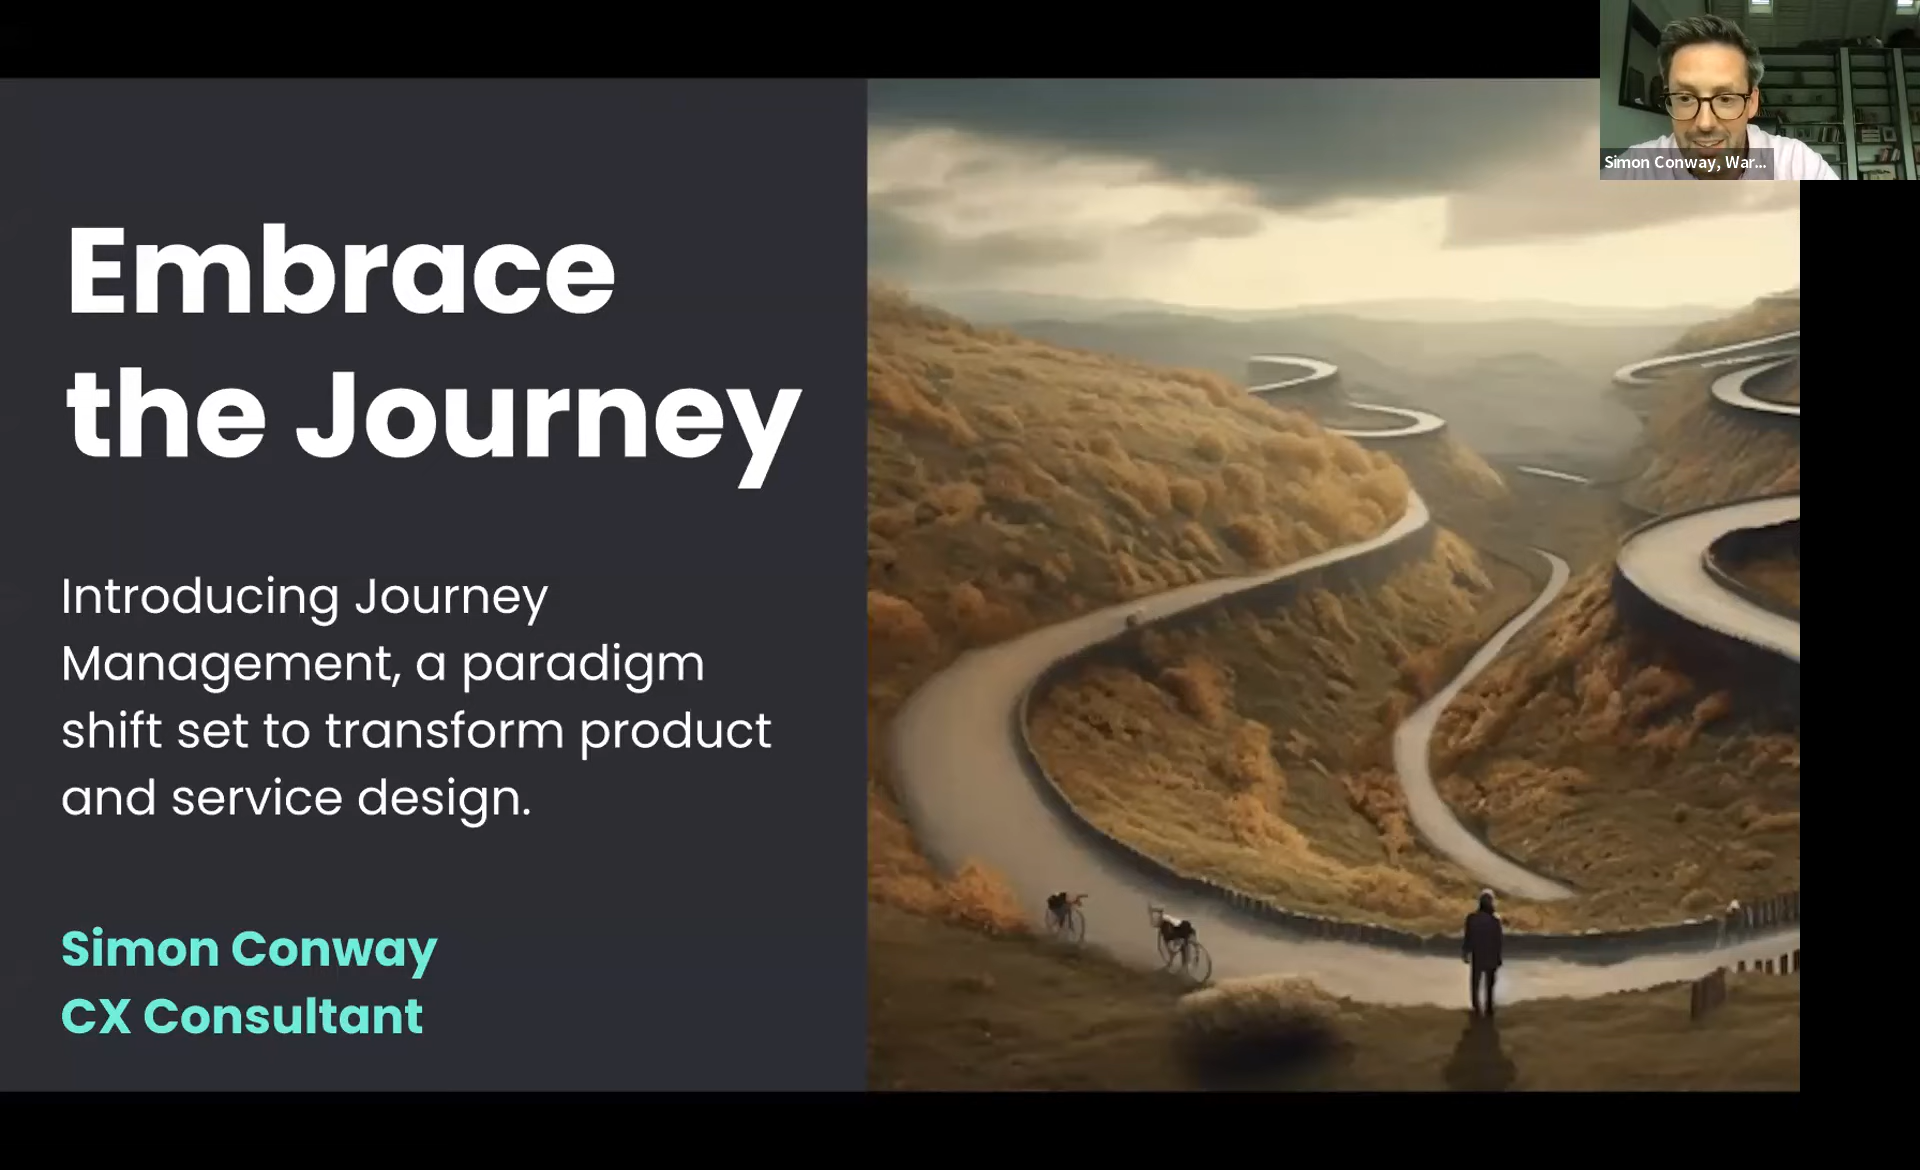 Embrace
the Journey
Introducing Journey
Management, a paradigm
shift set to transform product
and service design.
Simon Conway
CX Consultant
Simon Conway, War...